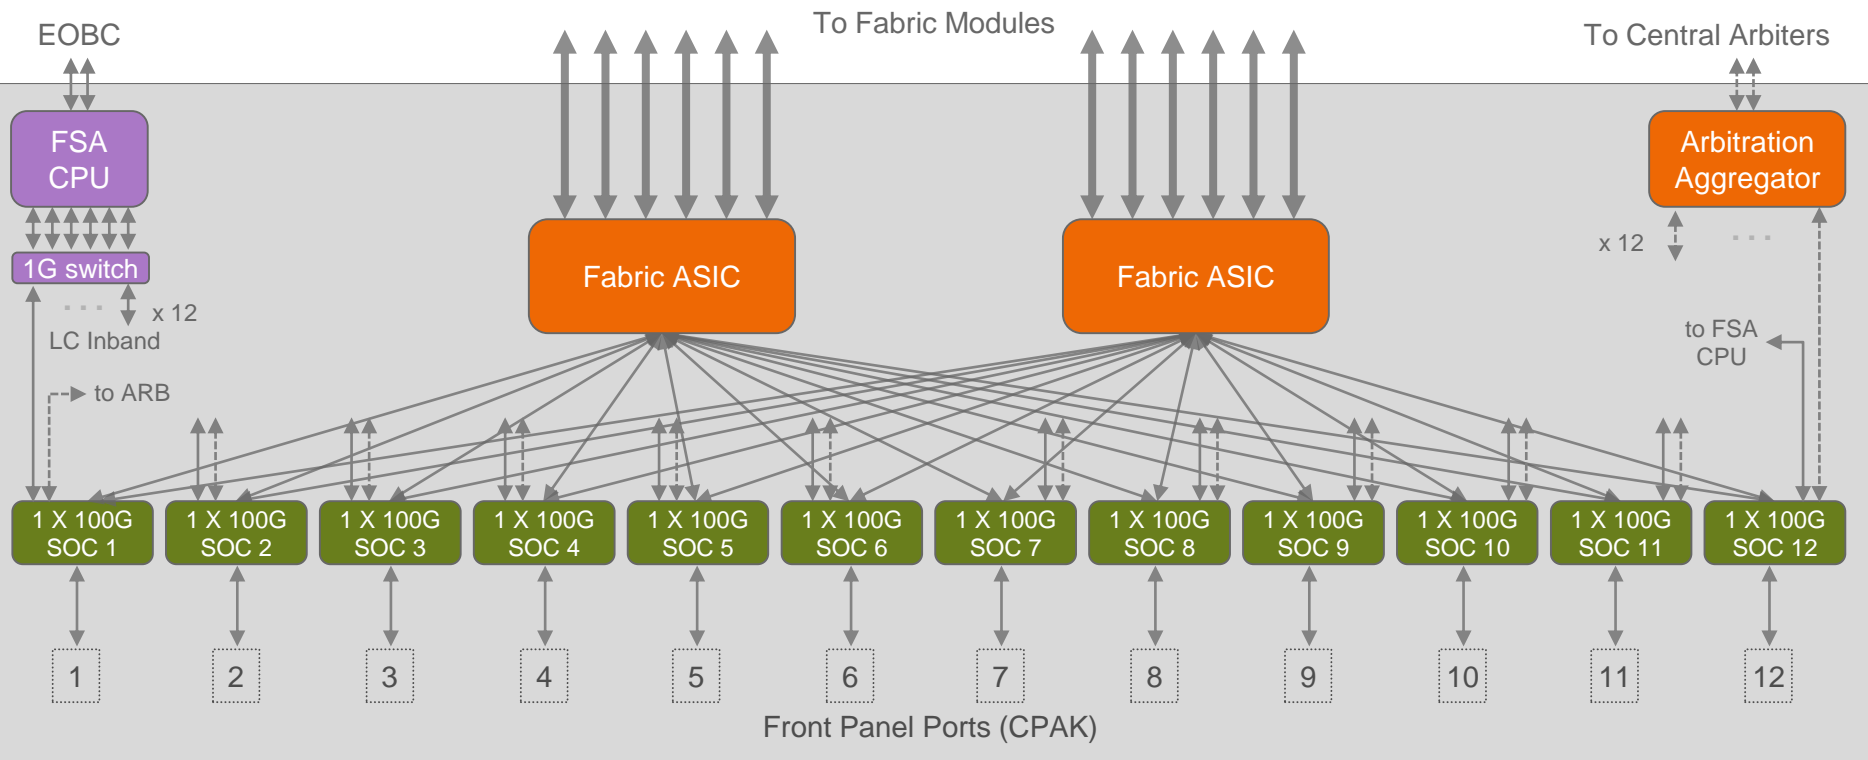 To Fabric Modules
EOBC
To Central Arbiters
FSA
CPU
Arbitration
Aggregator
x 12
. . .
1G switch
Fabric ASIC
Fabric ASIC
. . .
x 12
LC Inband
to FSA
CPU
to ARB
1 X 100G
SOC 1
1 X 100G
SOC 2
1 X 100G
SOC 3
1 X 100G
SOC 4
1 X 100G
SOC 5
1 X 100G
SOC 6
1 X 100G
SOC 7
1 X 100G
SOC 8
1 X 100G
SOC 9
1 X 100G
SOC 10
1 X 100G
SOC 11
1 X 100G
SOC 12
1
2
3
4
5
6
7
8
9
10
11
12
Front Panel Ports (CPAK)